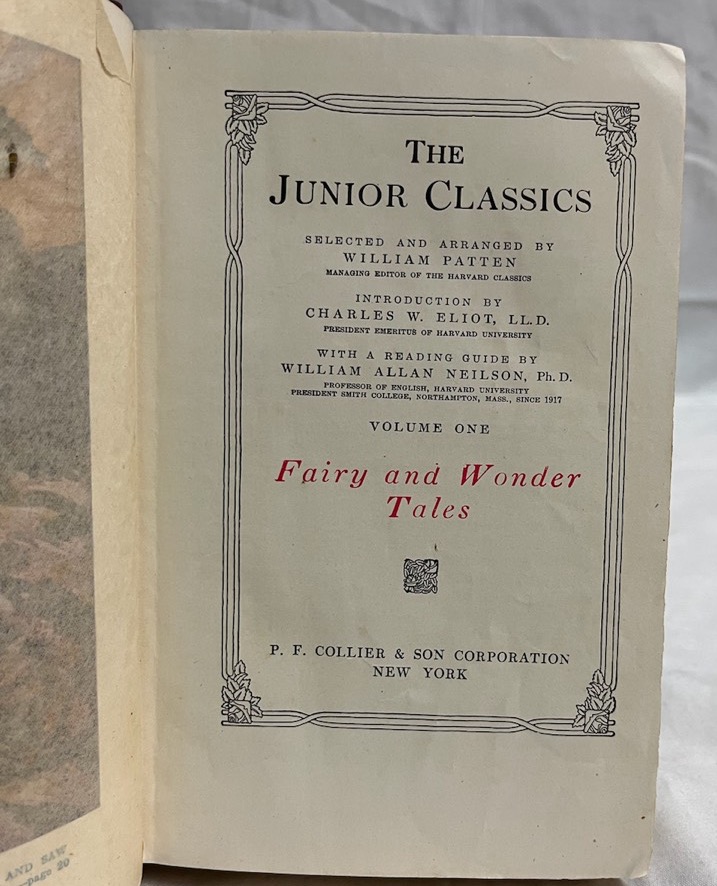 THE
JUNIOR CLASSICS
SELECTED AND ARRANGED BY
WILLIAM PATTEN
MANAGING EDITOR OF THE HARVARD CLASSICS
INTRODUCTION BY
CHARLES W. ELIOT, LL.D.
PRESIDENT EMERITUS OF HARVARD UNIVERSITY
WITH A READING GUIDE BY
WILLIAM ALLAN NEILSON, Ph.D.
PROFESSOR OF ENGLISH, HARVARD UNIVERSITY
PRESIDENT SMITH COLLEGE, NORTHAMPTON, MASS., SINCE 1917
VOLUME ONE
Fairy and Wonder
Tales
P. F. COLLIER & SON CORPORATION
NEW YORK
AND SAW
—page 20